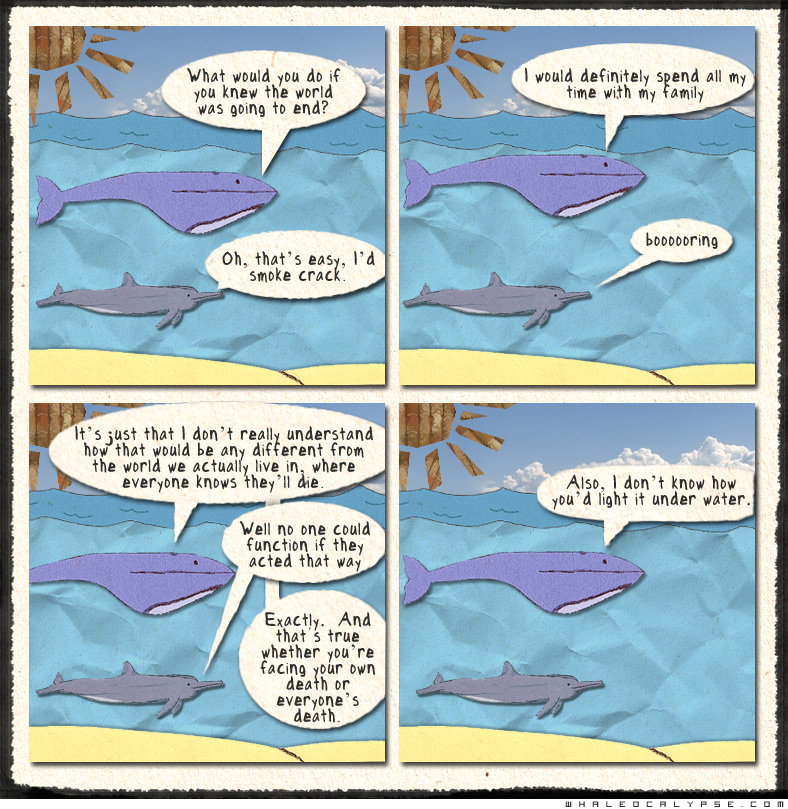 What would you do if
you knew the world
was going to end?
Oh, that's easy, I'd
smoke crack.
I would definitely spend all my
time with my family
boooooring
It's just that I don't really understand
how that would be any different from
the world we actually live in, where
everyone knows they'll die.
Well no one could
function if they
acted that way
Exactly. And
that's true
whether you're
facing your own
death or
everyone's
death.
Also, I don't know how
you'd light it under water.
WHALEOCALYPSE.COM